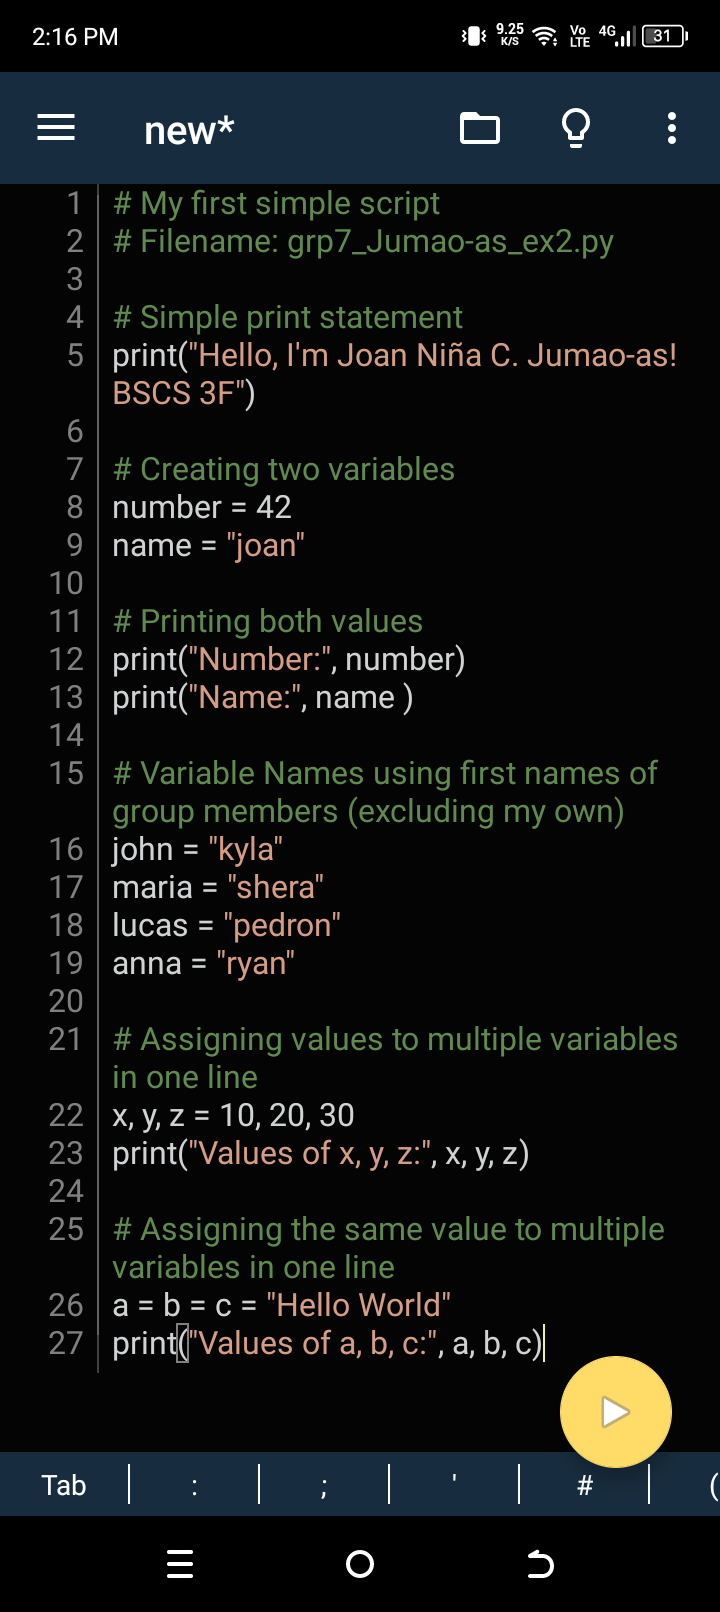 2:16 PM 9.25 K/S Vo LTE 4G 31
new*
1 # My first simple script
2 # Filename: grp7_Jumao-as_ex2.py
3
4 # Simple print statement
5 print("Hello, I'm Joan Niña C. Jumao-as!
BSCS 3F")
6
7 # Creating two variables
8 number = 42
9 name = "joan"
10
11 # Printing both values
12 print("Number:", number)
13 print("Name:", name )
14
15 # Variable Names using first names of
group members (excluding my own)
16 john = "kyla"
17 maria = "shera"
18 lucas = "pedron"
19 anna = "ryan"
20
21 # Assigning values to multiple variables
in one line
22 x, y, z = 10, 20, 30
23 print("Values of x, y, z:", x, y, z)
24
25 # Assigning the same value to multiple
variables in one line
26 a = b = c = "Hello World"
27 print("Values of a, b, c:", a, b, c)
Tab : ; ' # (